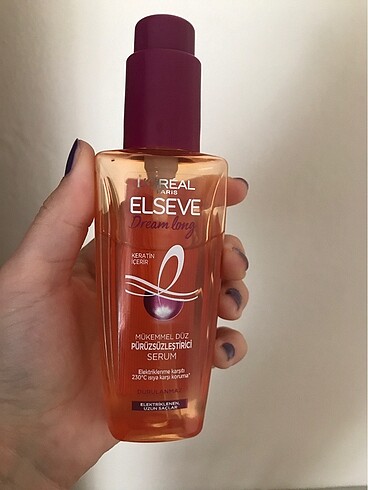 L'ORÉAL
PARIS
ELSEVE
Dream long
KERATİN
İÇERİR
MÜKEMMEL DÜZ
PÜRÜZSÜZLEŞTİRİCİ
SERUM
Elektriklenme karşıtı
230°C ısıya karşı koruma*
ELEKTRİKLENEN,
UZUN SAÇLAR